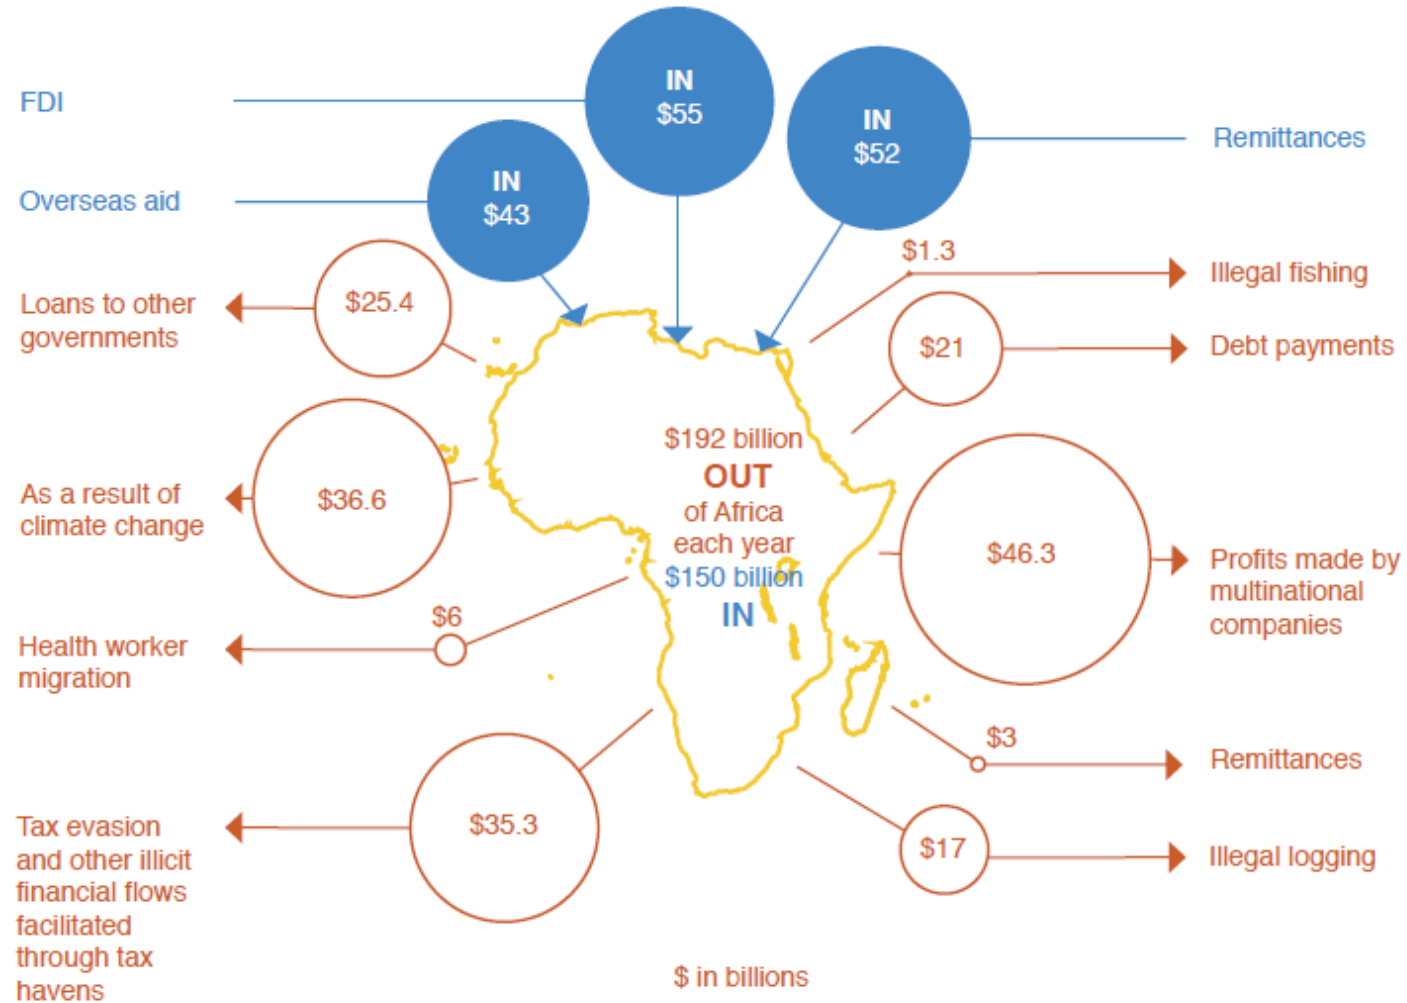 FDI
IN
$55
IN
$52
Remittances
Overseas aid
IN
$43
Loans to other
governments
$25.4
$1.3
Illegal fishing
$21
Debt payments
As a result of
climate change
$36.6
$192 billion
OUT
of Africa
each year
$150 billion
IN
$46.3
Profits made by
multinational
companies
Health worker
migration
$6
$3
Remittances
Tax evasion
and other illicit
financial flows
facilitated
through tax
havens
$35.3
$17
Illegal logging
$ in billions